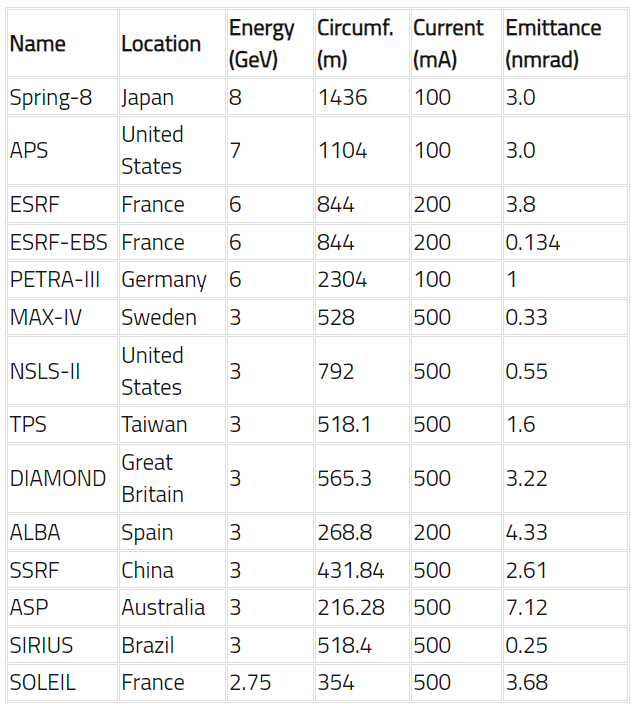 Name Location Energy (GeV) Circumf. (m) Current (mA) Emittance (nmrad)
Spring-8 Japan 8 1436 100 3.0
APS United States 7 1104 100 3.0
ESRF France 6 844 200 3.8
ESRF-EBS France 6 844 200 0.134
PETRA-III Germany 6 2304 100 1
MAX-IV Sweden 3 528 500 0.33
NSLS-II United States 3 792 500 0.55
TPS Taiwan 3 518.1 500 1.6
DIAMOND Great Britain 3 565.3 500 3.22
ALBA Spain 3 268.8 200 4.33
SSRF China 3 431.84 500 2.61
ASP Australia 3 216.28 500 7.12
SIRIUS Brazil 3 518.4 500 0.25
SOLEIL France 2.75 354 500 3.68